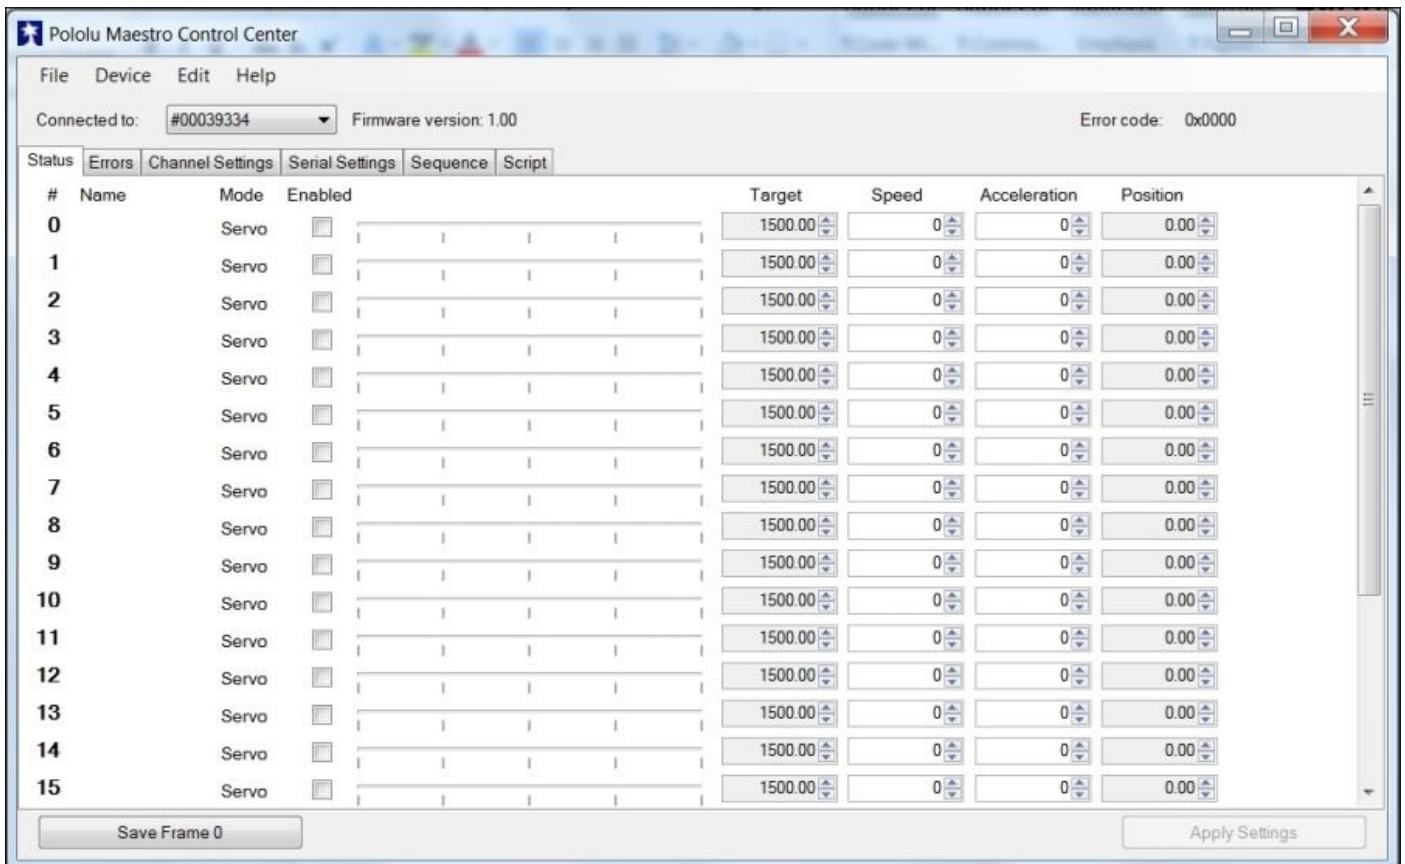 Pololu Maestro Control Center
File Device Edit Help
Connected to: #00039334 Firmware version: 1.00 Error code: 0x0000
Status Errors Channel Settings Serial Settings Sequence Script
# Name Mode Enabled Target Speed Acceleration Position
0 Servo 1500.00 0 0 0.00
1 Servo 1500.00 0 0 0.00
2 Servo 1500.00 0 0 0.00
3 Servo 1500.00 0 0 0.00
4 Servo 1500.00 0 0 0.00
5 Servo 1500.00 0 0 0.00
6 Servo 1500.00 0 0 0.00
7 Servo 1500.00 0 0 0.00
8 Servo 1500.00 0 0 0.00
9 Servo 1500.00 0 0 0.00
10 Servo 1500.00 0 0 0.00
11 Servo 1500.00 0 0 0.00
12 Servo 1500.00 0 0 0.00
13 Servo 1500.00 0 0 0.00
14 Servo 1500.00 0 0 0.00
15 Servo 1500.00 0 0 0.00
Save Frame 0 Apply Settings